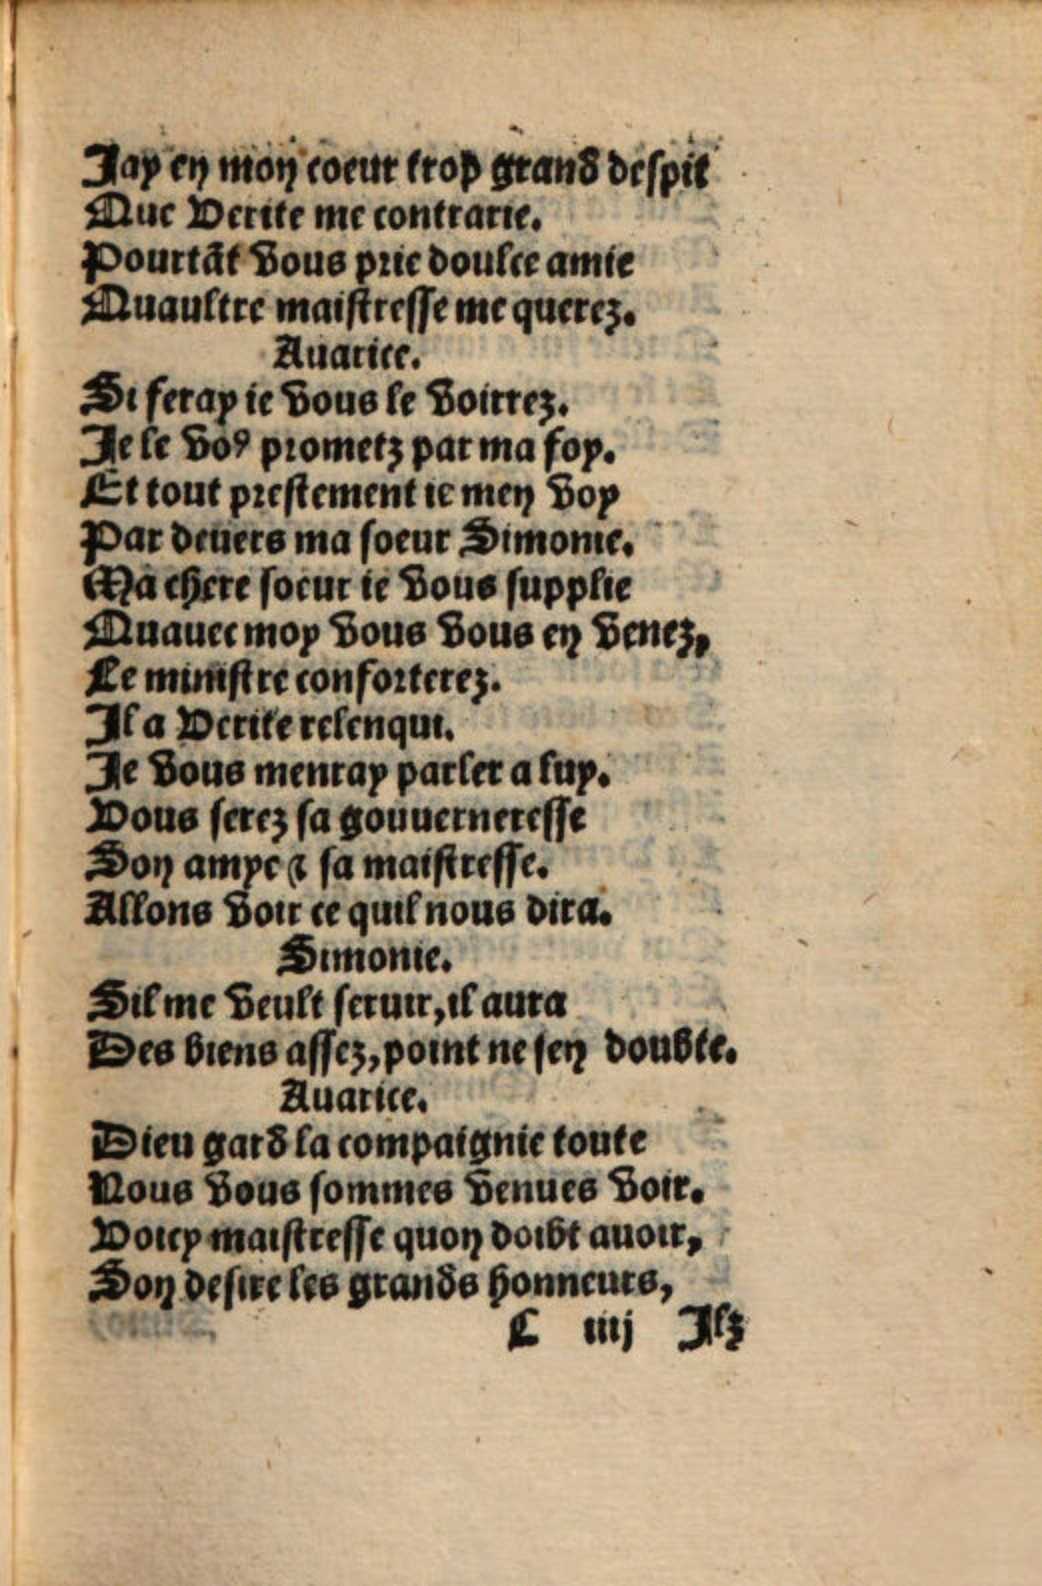 Jay en mon coeur trop grand despit
Que Verite me contrarie.
Pourtãt vous prie doulce amie
Quaultre maistresse me querez.
Auarice.
Si feray ie vous le voirrez.
Je le voꝰ prometz par ma foy.
Et tout prestement ie men voy
Par deuers ma soeur Simonie.
Ma chere soeur ie vous supplie
Quauec moy vous vous en venez,
Le ministre conforterez.
Il a Verite relenqui.
Je vous menray parler a luy.
Vous serez sa gouuerneresse
Son amye ⁊ sa maistresse.
Allons voir ce quil nous dira.
Simonie.
Sil me veult seruir, il aura
Des biens assez, point ne sen doubte.
Auarice.
Dieu gard la compaignie toute
Nous vous sommes venues voir.
Voicy maistresse quon doibt auoir,
Son desire les grands honneurs,
C iiij Ilz